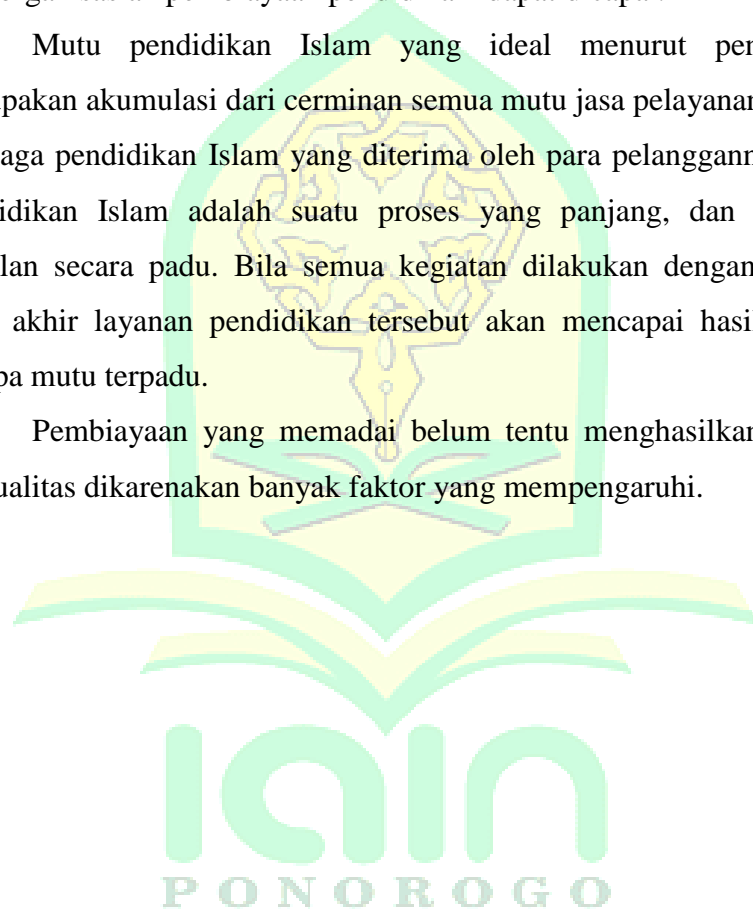 Mutu pendidikan Islam yang ideal menurut pen
upakan akumulasi dari cerminan semua mutu jasa pelayanan
aga pendidikan Islam yang diterima oleh para pelanggann
idikan Islam adalah suatu proses yang panjang, dan
lan secara padu. Bila semua kegiatan dilakukan dengan
akhir layanan pendidikan tersebut akan mencapai hasil
pa mutu terpadu.
Pembiayaan yang memadai belum tentu menghasilkan
ualitas dikarenakan banyak faktor yang mempengaruhi.
iain
PONOROGO